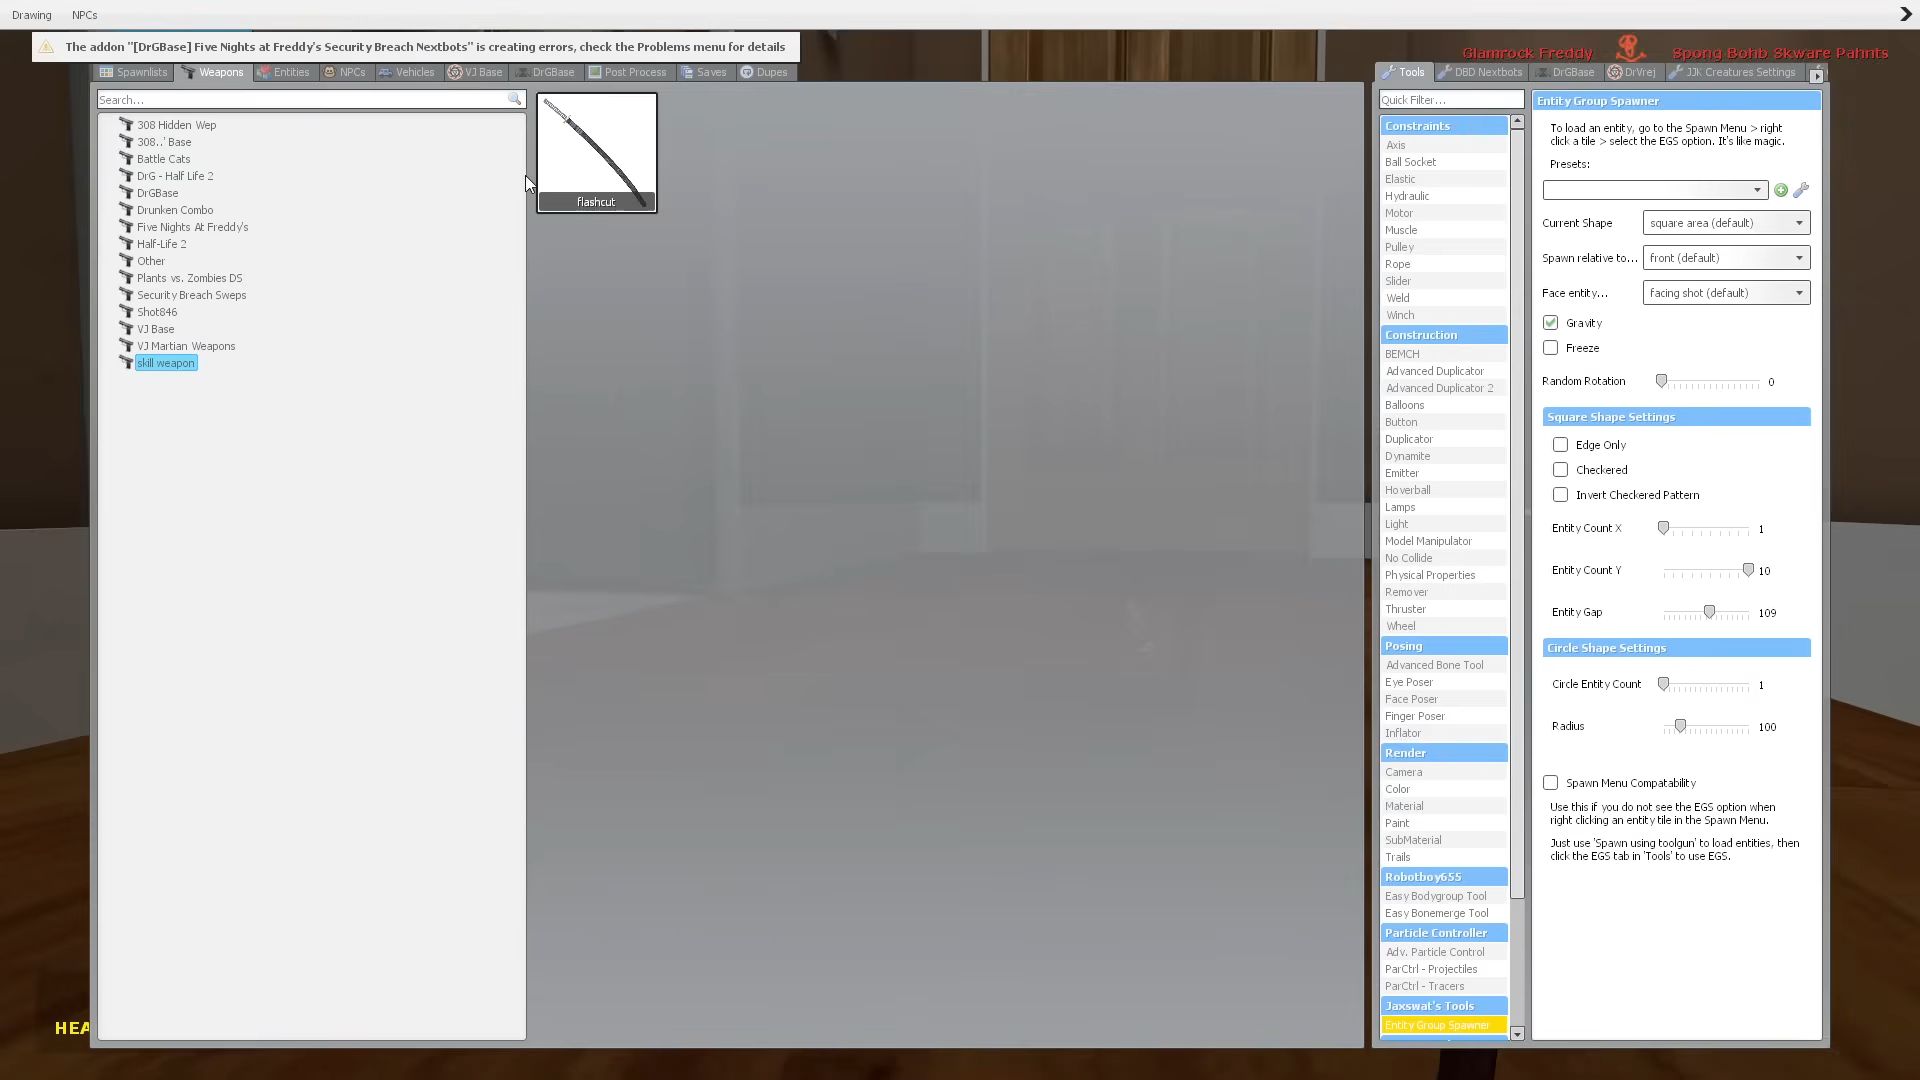 Drawing NPCs
The addon "[DrGBase] Five Nights at Freddy's Security Breach Nextbots" is creating errors, check the Problems menu for details
Glamrock Freddy Spong Bohb Skware Pahnts
Spawnlists Weapons Entities NPCs Vehicles VJ Base DrGBase Post Process Saves Dupes
Search...
308 Hidden Wep
308..' Base
Battle Cats
DrG - Half Life 2
DrGBase
Drunken Combo
Five Nights At Freddy's
Half-Life 2
Other
Plants vs. Zombies DS
Security Breach Sweps
Shot846
VJ Base
VJ Martian Weapons
skill weapon
flashcut
HEA
Tools DBD Nextbots DrGBase DrVrej JJK Creatures Settings
Quick Filter...
Constraints
Axis
Ball Socket
Elastic
Hydraulic
Motor
Muscle
Pulley
Rope
Slider
Weld
Winch
Construction
BEMCH
Advanced Duplicator
Advanced Duplicator 2
Balloons
Button
Duplicator
Dynamite
Emitter
Hoverball
Lamps
Light
Model Manipulator
No Collide
Physical Properties
Remover
Thruster
Wheel
Posing
Advanced Bone Tool
Eye Poser
Face Poser
Finger Poser
Inflator
Render
Camera
Color
Material
Paint
SubMaterial
Trails
Robotboy655
Easy Bodygroup Tool
Easy Bonemerge Tool
Particle Controller
Adv. Particle Control
ParCtrl - Projectiles
ParCtrl - Tracers
Jaxswat's Tools
Entity Group Spawner
Entity Group Spawner
To load an entity, go to the Spawn Menu > right
click a tile > select the EGS option. It's like magic.
Presets:
Current Shape square area (default)
Spawn relative to... front (default)
Face entity... facing shot (default)
Gravity
Freeze
Random Rotation 0
Square Shape Settings
Edge Only
Checkered
Invert Checkered Pattern
Entity Count X 1
Entity Count Y 10
Entity Gap 109
Circle Shape Settings
Circle Entity Count 1
Radius 100
Spawn Menu Compatability
Use this if you do not see the EGS option when
right clicking an entity tile in the Spawn Menu.
Just use 'Spawn using toolgun' to load entities, then
click the EGS tab in 'Tools' to use EGS.